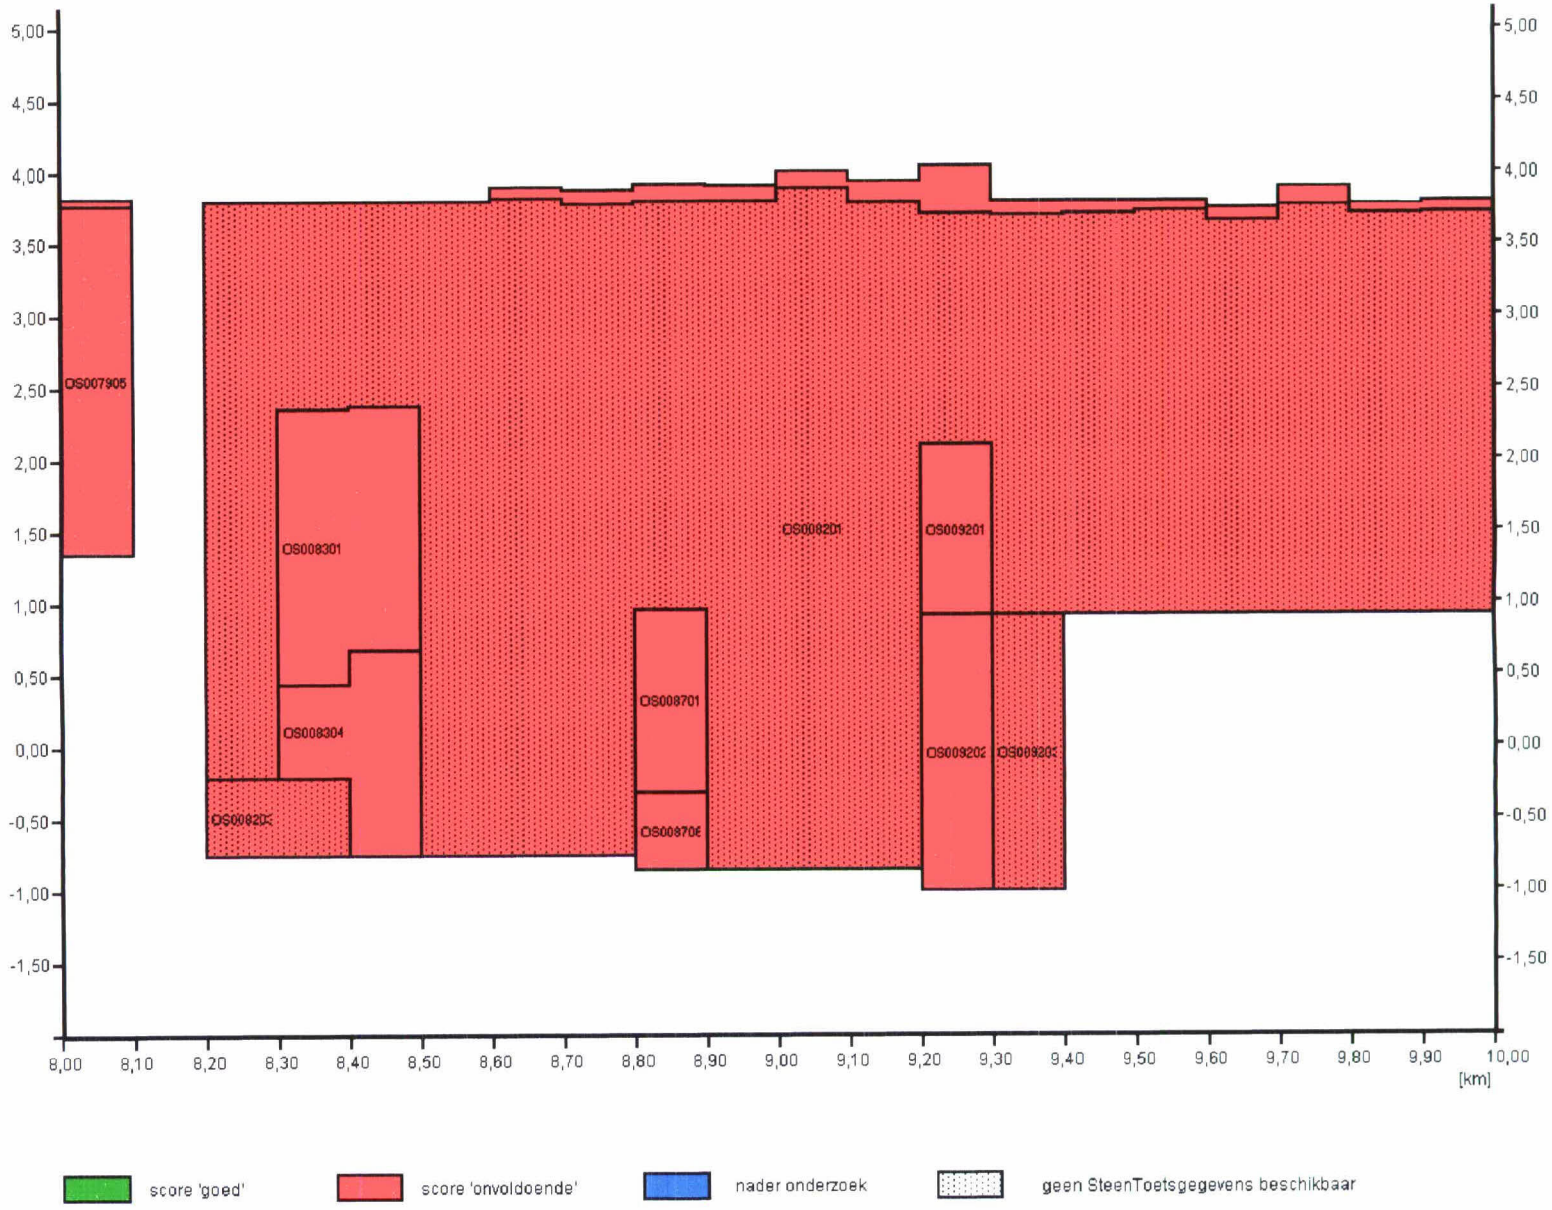 5,00 5,00
4,50 4,50
4,00 4,00
3,50 3,50
3,00 3,00
2,50 OS007905 2,50
2,00 2,00
1,50 OS008301 OS008201 OS009201 1,50
1,00 1,00
0,50 OS008701 0,50
0,00 OS008304 OS009202 OS009203 0,00
-0,50 OS008203 OS008706 -0,50
-1,00 -1,00
-1,50 -1,50
8,00 8,10 8,20 8,30 8,40 8,50 8,60 8,70 8,80 8,90 9,00 9,10 9,20 9,30 9,40 9,50 9,60 9,70 9,80 9,90 10,00
[km]
score 'goed' score 'onvoldoende' nader onderzoek geen SteenToetsgegevens beschikbaar